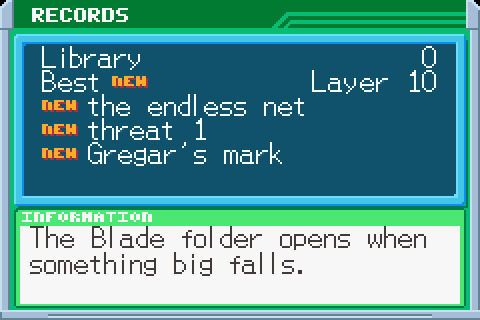 RECORDS
Library 0
Best NEW Layer 10
NEW the endless net
NEW threat 1
NEW Gregar's mark
INFORMATION
The Blade folder opens when
something big falls.